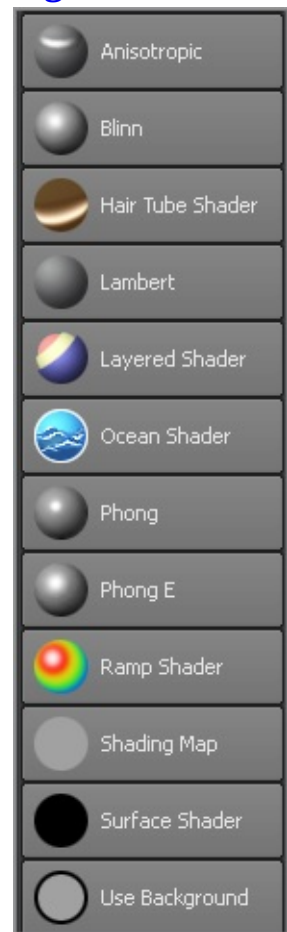 Anisotropic
Blinn
Hair Tube Shader
Lambert
Layered Shader
Ocean Shader
Phong
Phong E
Ramp Shader
Shading Map
Surface Shader
Use Background